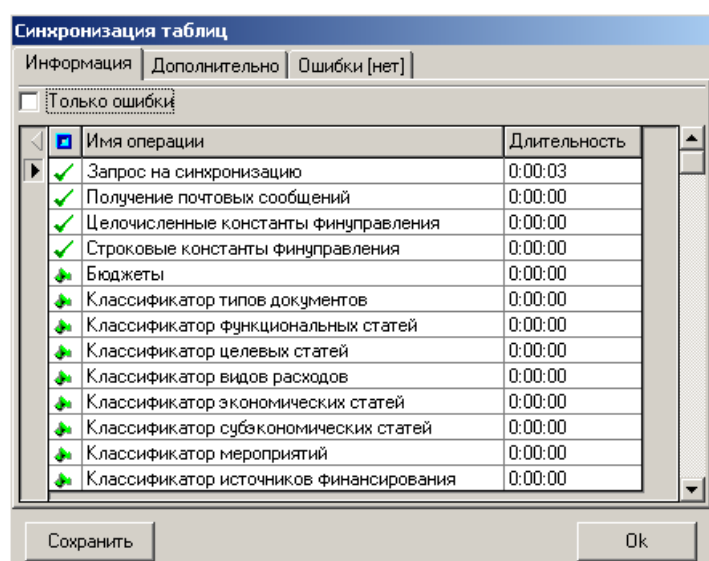 Синхронизация таблиц
Информация Дополнительно Ошибки [нет]
Только ошибки
Имя операции Длительность
Запрос на синхронизацию 0:00:03
Получение почтовых сообщений 0:00:00
Целочисленные константы финуправления 0:00:00
Строковые константы финуправления 0:00:00
Бюджеты 0:00:00
Классификатор типов документов 0:00:00
Классификатор функциональных статей 0:00:00
Классификатор целевых статей 0:00:00
Классификатор видов расходов 0:00:00
Классификатор экономических статей 0:00:00
Классификатор субэкономических статей 0:00:00
Классификатор мероприятий 0:00:00
Классификатор источников финансирования 0:00:00
Сохранить Ok